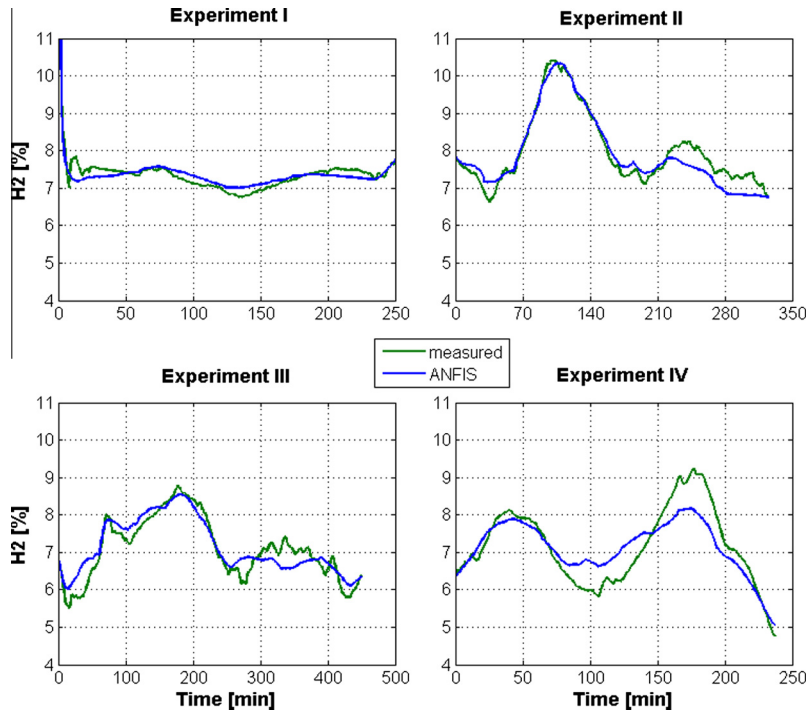 Experiment I
Experiment II
H2 [%]
11
10
9
8
7
6
5
4
0 50 100 150 200 250
11
10
9
8
7
6
5
4
0 70 140 210 280 350
measured
ANFIS
Experiment III
Experiment IV
H2 [%]
11
10
9
8
7
6
5
4
0 100 200 300 400 500
Time [min]
11
10
9
8
7
6
5
4
0 50 100 150 200 250
Time [min]